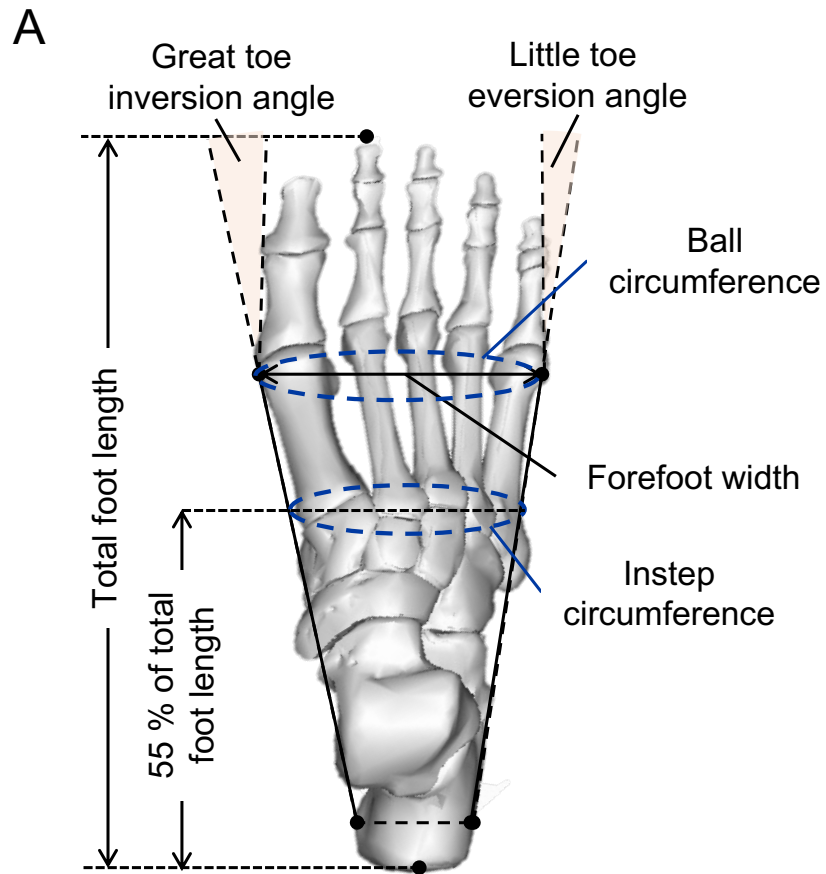 A
Great toe
inversion angle
Little toe
eversion angle
Ball
circumference
Total foot length
Forefoot width
55 % of total
foot length
Instep
circumference